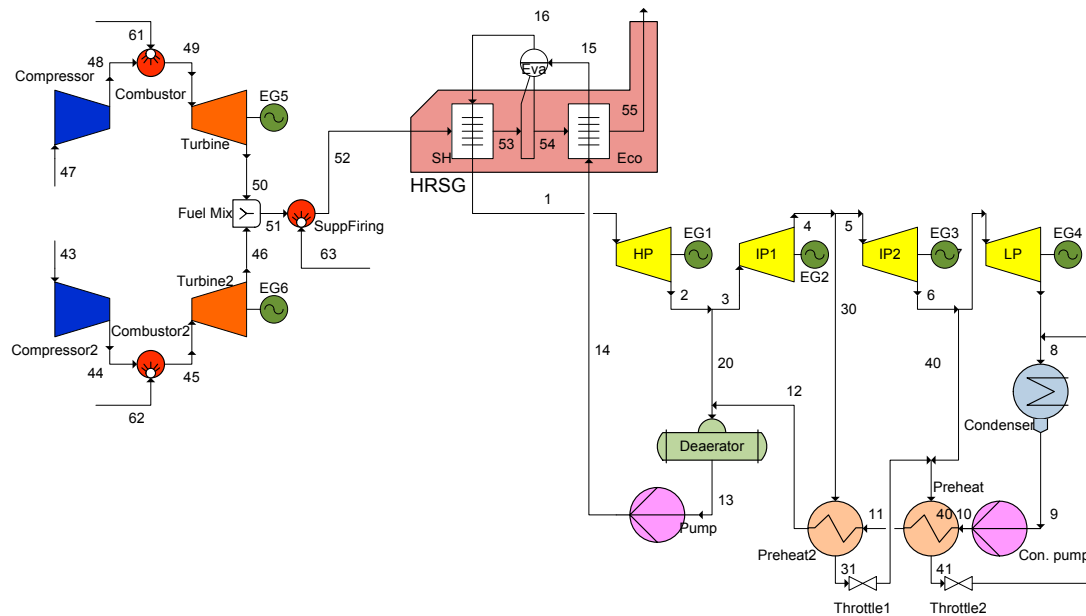 61
16
48
49
15
Compressor
Eva
Combustor
EG5
55
Turbine
53
54
52
SH
Eco
47
HRSG
50
1
Fuel Mix
51
SuppFiring
4
5
43
46
EG1
EG3
7
EG4
HP
IP1
IP2
LP
63
Turbine2
EG2
EG6
2
3
6
30
Combustor2
Compressor2
14
8
44
45
20
40
12
62
Condenser
Deaerator
Preheat
13
11
40
10
9
Pump
Preheat2
Con. pump
31
41
Throttle1
Throttle2